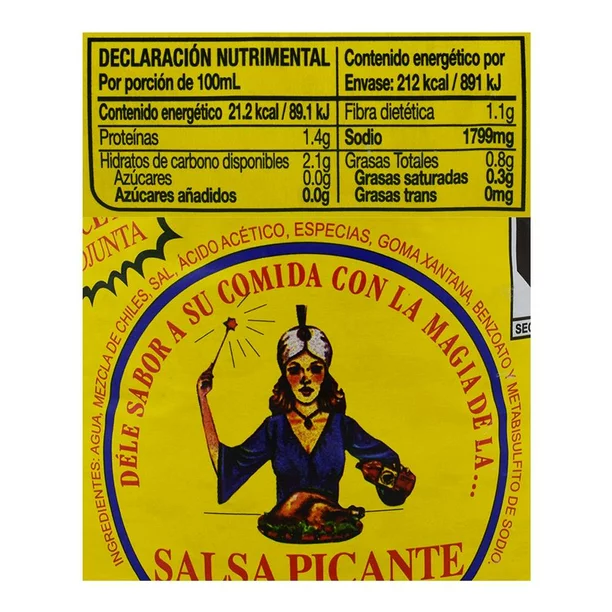 DECLARACIÓN NUTRIMENTAL
Por porción de 100mL
Contenido energético 21.2 kcal / 89.1 kJ
Proteínas 1.4g
Hidratos de carbono disponibles 2.1g
Azúcares 0.0g
Azúcares añadidos 0.0g
Contenido energético por
Envase: 212 kcal / 891 kJ
Fibra dietética 1.1g
Sodio 1799mg
Grasas Totales 0.8g
Grasas saturadas 0.3g
Grasas trans 0mg
INGREDIENTES: AGUA, MEZCLA DE CHILES, SAL, ÁCIDO ACÉTICO, ESPECIAS, GOMA XANTANA, BENZOATO Y METABISULFITO DE SODIO.
DÉLE SABOR A SU COMIDA CON LA MAGIA DE LA...
SALSA PICANTE